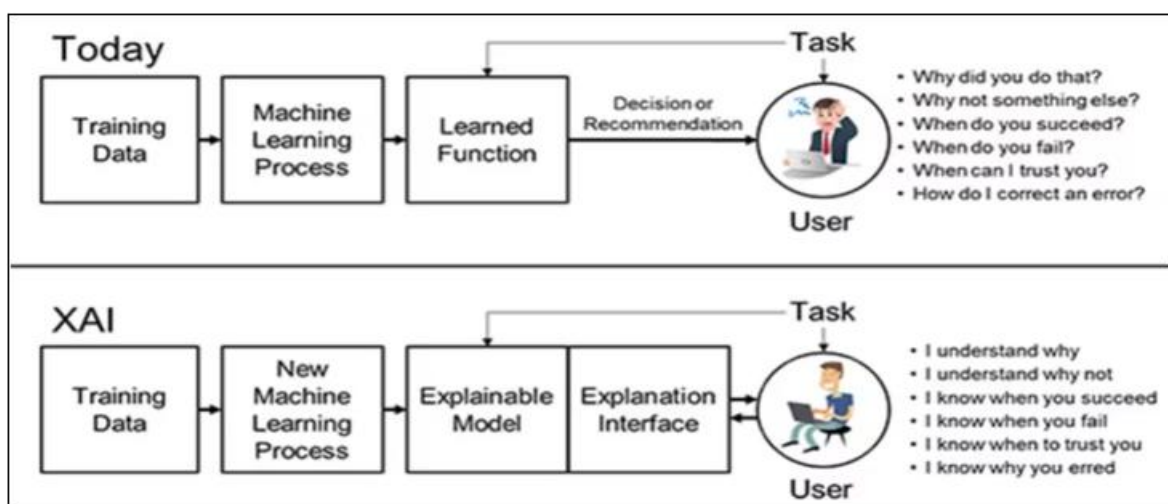 Today
Task
Training
Data
Machine
Learning
Process
Learned
Function
Decision or
Recommendation
User
• Why did you do that?
• Why not something else?
• When do you succeed?
• When do you fail?
• When can I trust you?
• How do I correct an error?
XAI
Task
Training
Data
New
Machine
Learning
Process
Explainable
Model
Explanation
Interface
User
• I understand why
• I understand why not
• I know when you succeed
• I know when you fail
• I know when to trust you
• I know why you erred